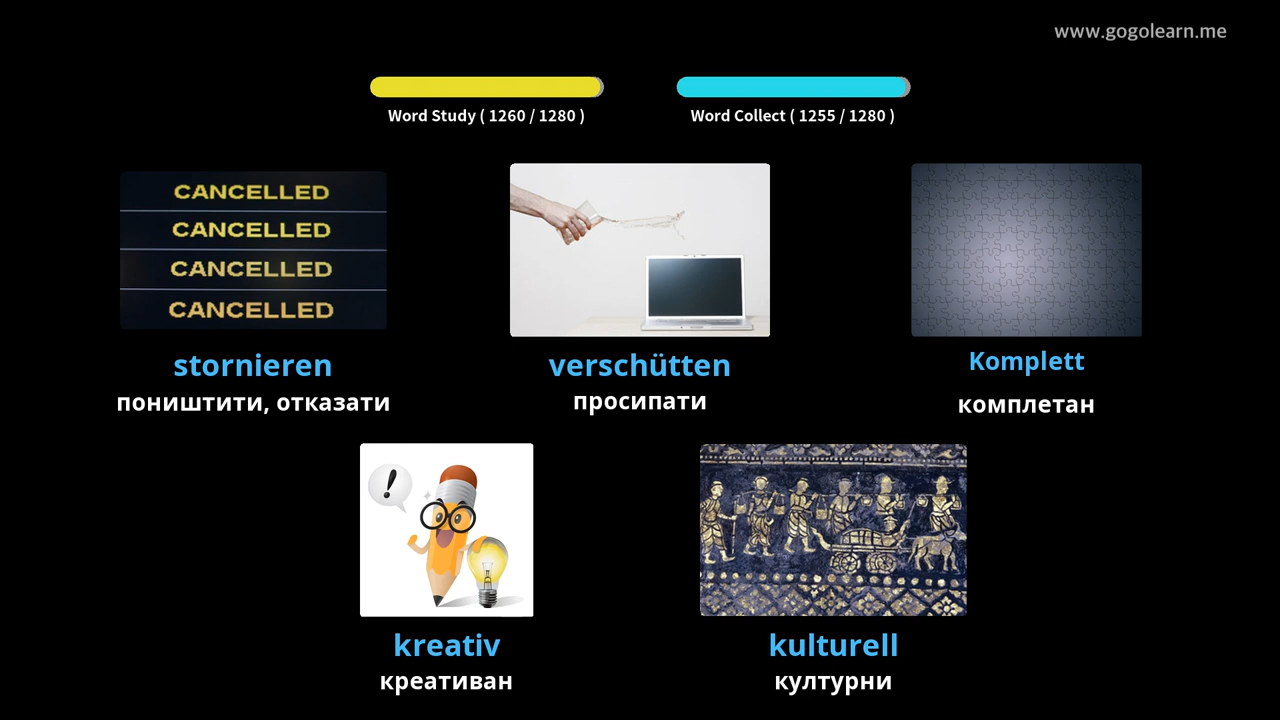 www.gogolearn.me
Word Study ( 1260 / 1280 )
Word Collect ( 1255 / 1280 )
CANCELLED
CANCELLED
CANCELLED
CANCELLED
stornieren
поништити, отказати
verschütten
просипати
Komplett
комплетан
!
kreativ
креативан
kulturell
културни